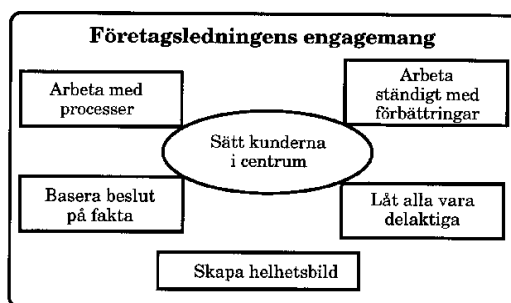 Företagsledningens engagemang
Arbeta med
processer
Arbeta
ständigt med
förbättringar
Sätt kunderna
i centrum
Basera beslut
på fakta
Låt alla vara
delaktiga
Skapa helhetsbild